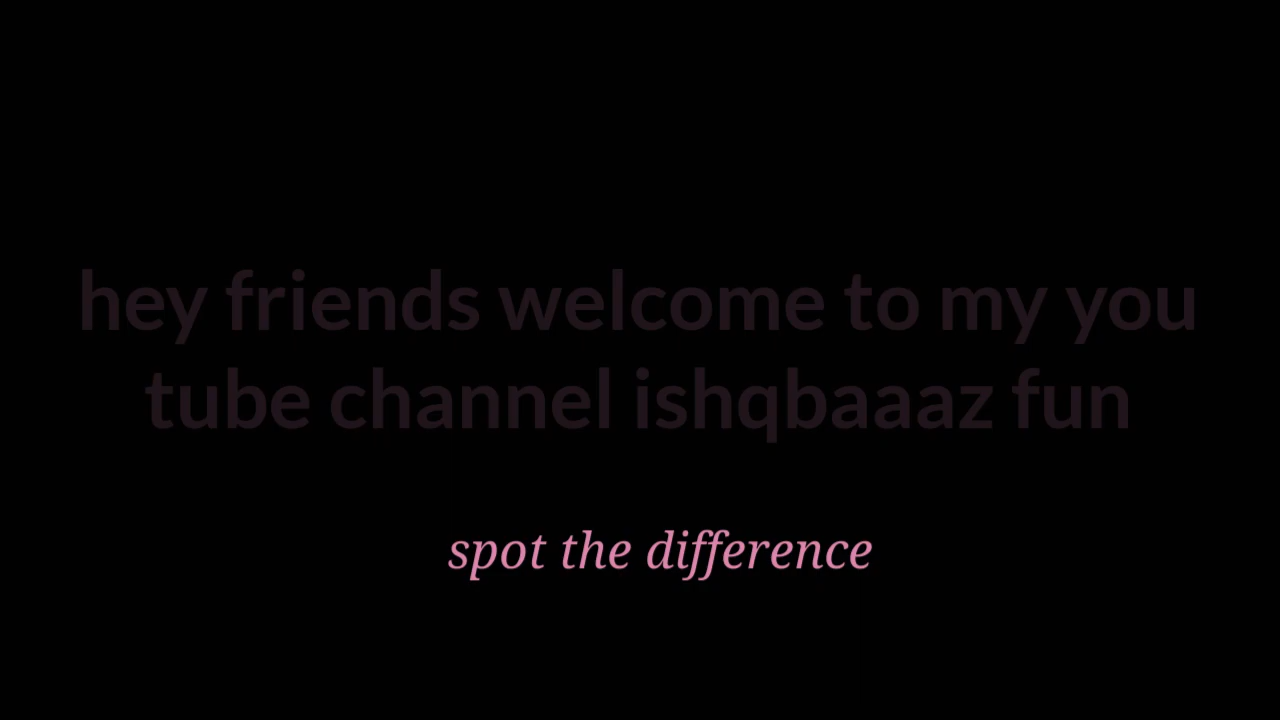 hey friends welcome to my you
tube channel ishqbaaaz fun
spot the difference